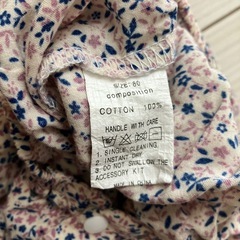 SIZE:80
composition
COTTON 100%
HANDLE WITH CARE
1. SINGLE CLEANING
2. INSTANT DRY
3. DO NOT SWALLOW THE
ACCESSORY KIT
MADE IN CHINA